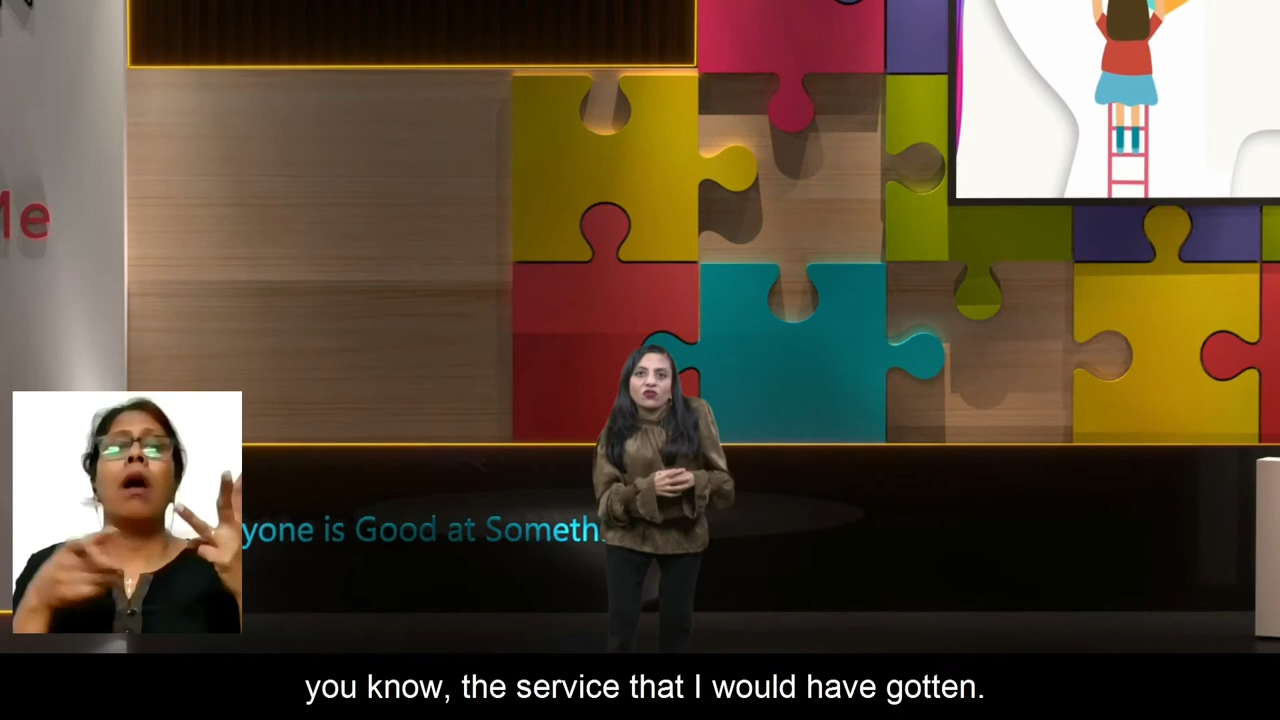 Me
yone is Good at Someth
you know, the service that I would have gotten.